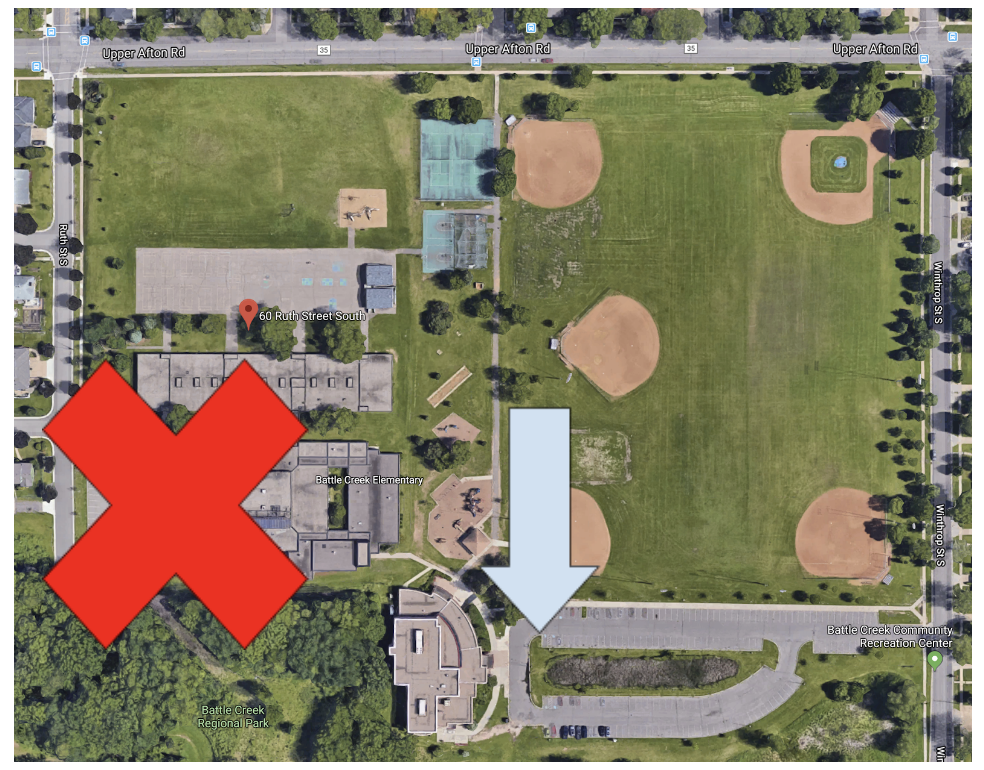 Upper Afton Rd
35
Upper Afton Rd
35
Upper Afton Rd
Ruth St S
Winthrop St S
60 Ruth Street South
Battle Creek Elementary
Winthrop St S
Battle Creek Community
Recreation Center
Battle Creek
Regional Park
Win